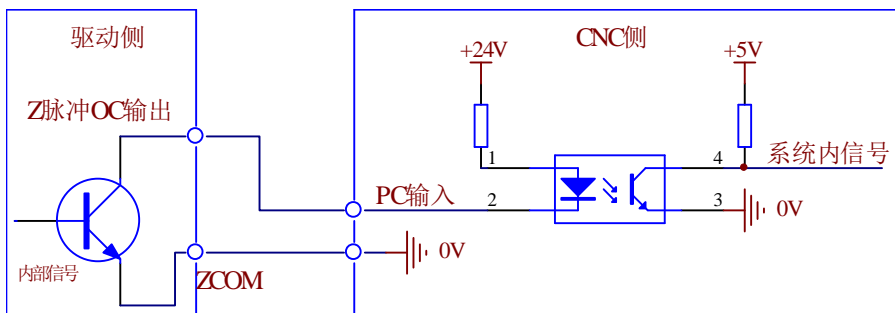 驱动侧
CNC侧
+24V
+5V
Z脉冲OC输出
1
4
系统内信号
PC输入
2
3
0V
0V
内部信号
ZCOM